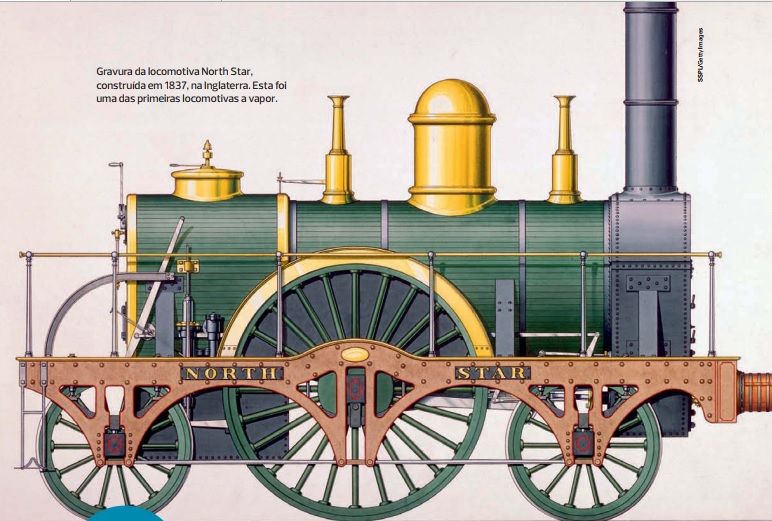 Gravura da locomotiva North Star,
construída em 1837, na Inglaterra. Esta foi
uma das primeiras locomotivas a vapor.
SSPL/Getty Images
NORTH STAR